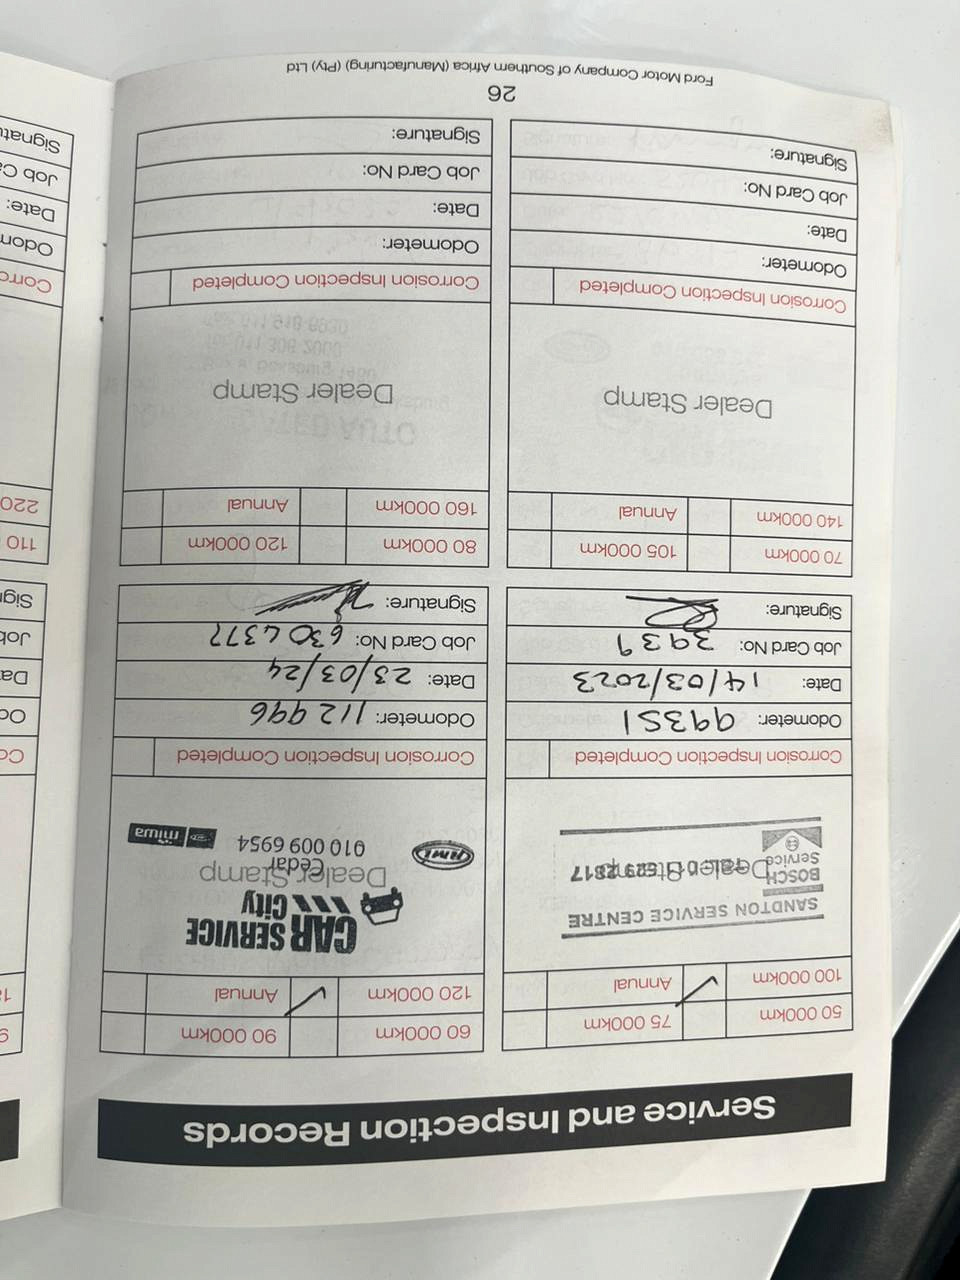 Service and Inspection Records
50 000km 75 000km
100 000km ✓ Annual
SANDTON SERVICE CENTRE
BOSCH
Service
Dealer Stamp
Corrosion Inspection Completed
Odometer: 99351
Date: 14/03/2023
Job Card No: 3939
Signature:
60 000km 90 000km
120 000km ✓ Annual
CAR SERVICE
City
Cedar
Dealer Stamp
010 009 6954
rmi
miwa
Corrosion Inspection Completed
Odometer: 112996
Date: 23/03/24
Job Card No:
Signature:
70 000km 105 000km
140 000km Annual
Dealer Stamp
Corrosion Inspection Completed
Odometer:
Date:
Job Card No:
Signature:
80 000km 120 000km
160 000km Annual
Dealer Stamp
Corrosion Inspection Completed
Odometer:
Date:
Job Card No:
Signature:
26
Ford Motor Company of Southern Africa (Manufacturing) (Pty) Ltd
110
220